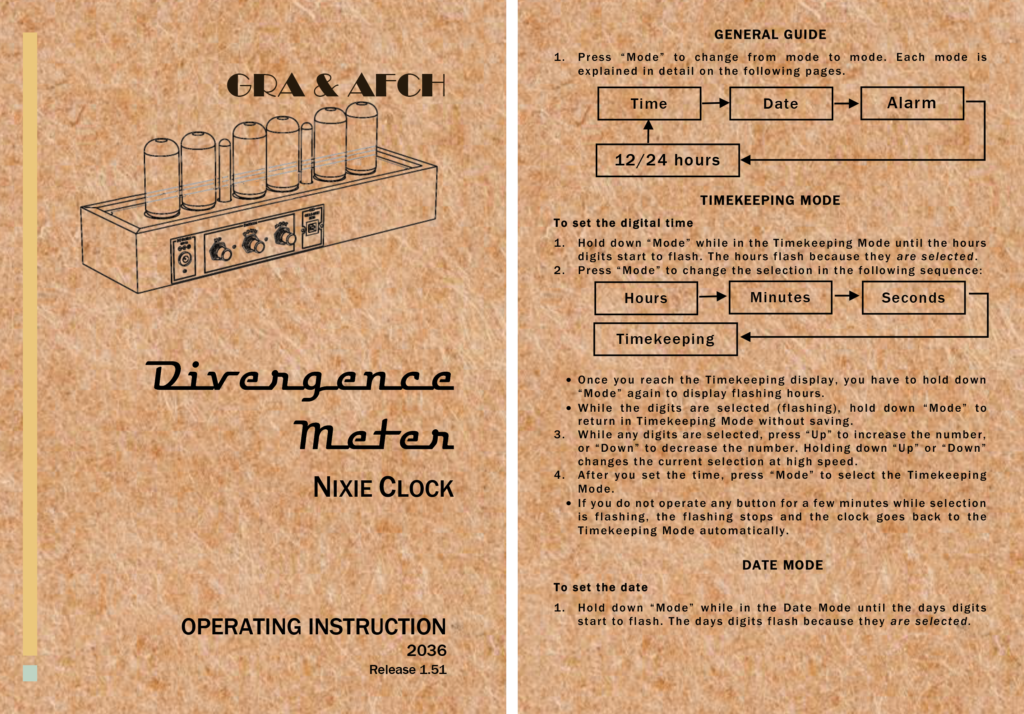 GRA & AFCH
Divergence
Meter
NIXIE CLOCK
OPERATING INSTRUCTION
2036
Release 1.51
GENERAL GUIDE
1. Press “Mode” to change from mode to mode. Each mode is
explained in detail on the following pages.
Time
Date
Alarm
12/24 hours
TIMEKEEPING MODE
To set the digital time
1. Hold down “Mode” while in the Timekeeping Mode until the hours
digits start to flash. The hours flash because they are selected.
2. Press “Mode” to change the selection in the following sequence:
Hours
Minutes
Seconds
Timekeeping
• Once you reach the Timekeeping display, you have to hold down
“Mode” again to display flashing hours.
• While the digits are selected (flashing), hold down “Mode” to
return in Timekeeping Mode without saving.
3. While any digits are selected, press “Up” to increase the number,
or “Down” to decrease the number. Holding down “Up” or “Down”
changes the current selection at high speed.
4. After you set the time, press “Mode” to select the Timekeeping
Mode.
• If you do not operate any button for a few minutes while selection
is flashing, the flashing stops and the clock goes back to the
Timekeeping Mode automatically.
DATE MODE
To set the date
1. Hold down “Mode” while in the Date Mode until the days digits
start to flash. The days digits flash because they are selected.